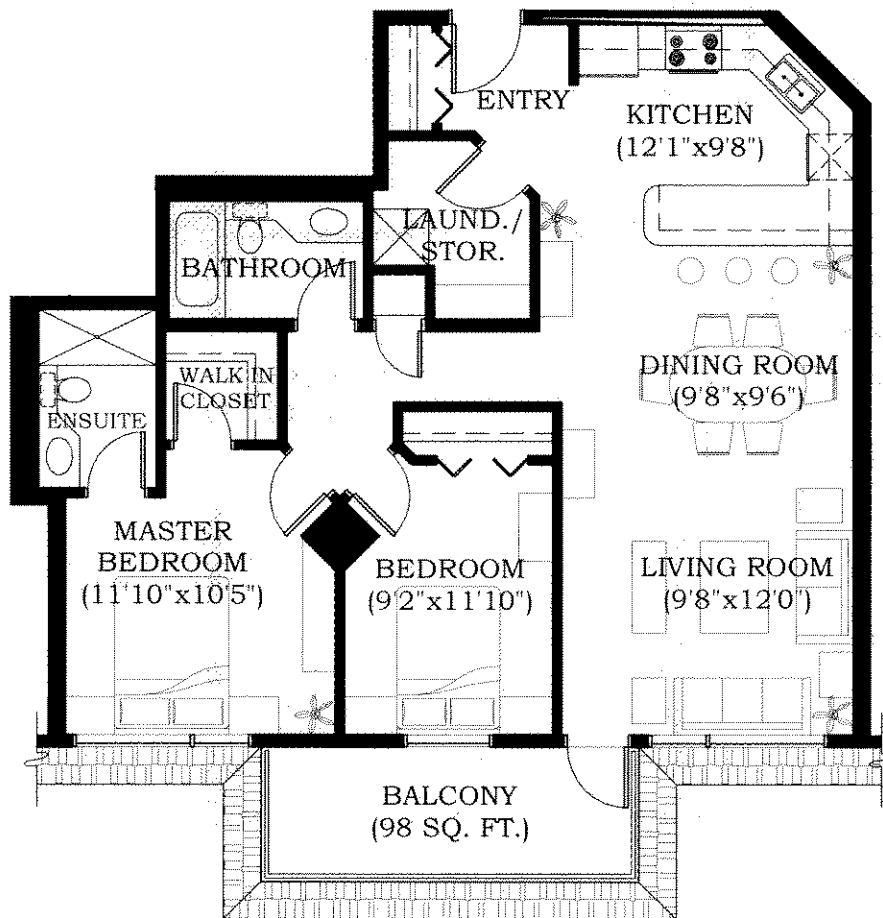 ENTRY
KITCHEN
(12'1"x9'8")
LAUND./
STOR.
BATHROOM
WALK IN
CLOSET
ENSUITE
DINING ROOM
(9'8"x9'6")
MASTER
BEDROOM
(11'10"x10'5")
BEDROOM
(9'2"x11'10")
LIVING ROOM
(9'8"x12'0")
BALCONY
(98 SQ. FT.)